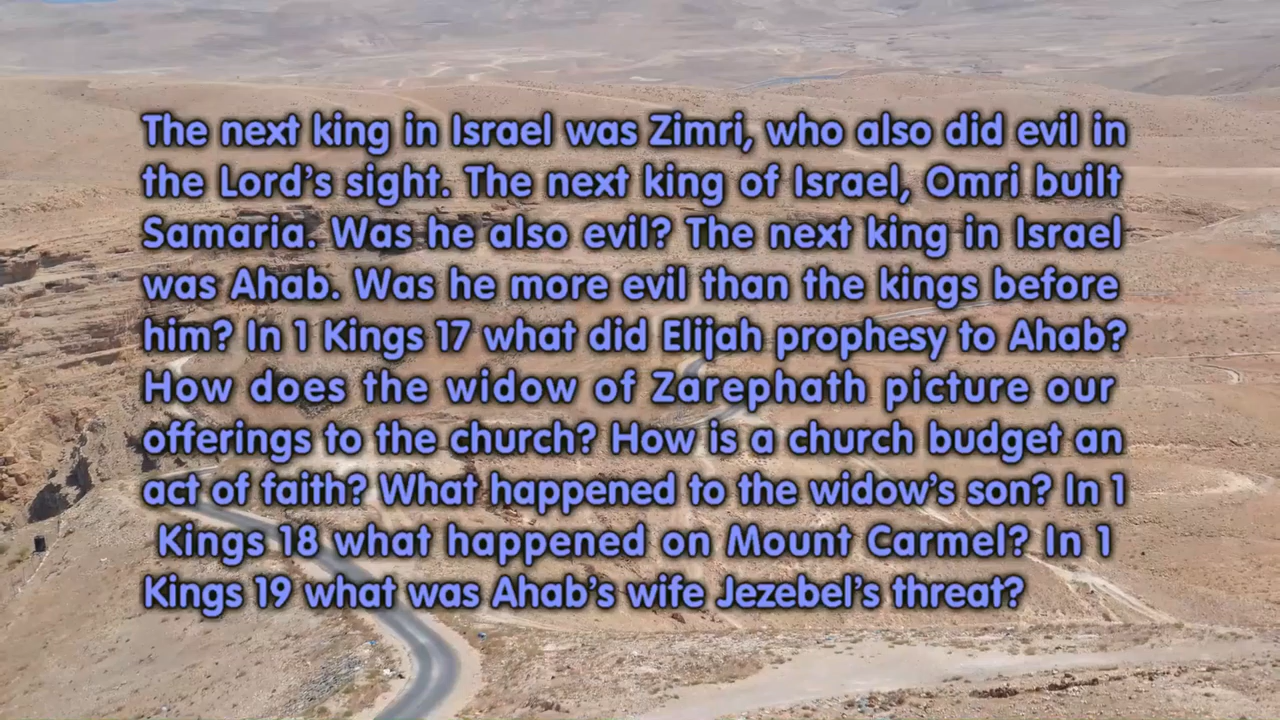 The next king in Israel was Zimri, who also did evil in
the Lord’s sight. The next king of Israel, Omri built
Samaria. Was he also evil? The next king in Israel
was Ahab. Was he more evil than the kings before
him? In 1 Kings 17 what did Elijah prophesy to Ahab?
How does the widow of Zarephath picture our
offerings to the church? How is a church budget an
act of faith? What happened to the widow’s son? In 1
Kings 18 what happened on Mount Carmel? In 1
Kings 19 what was Ahab’s wife Jezebel’s threat?